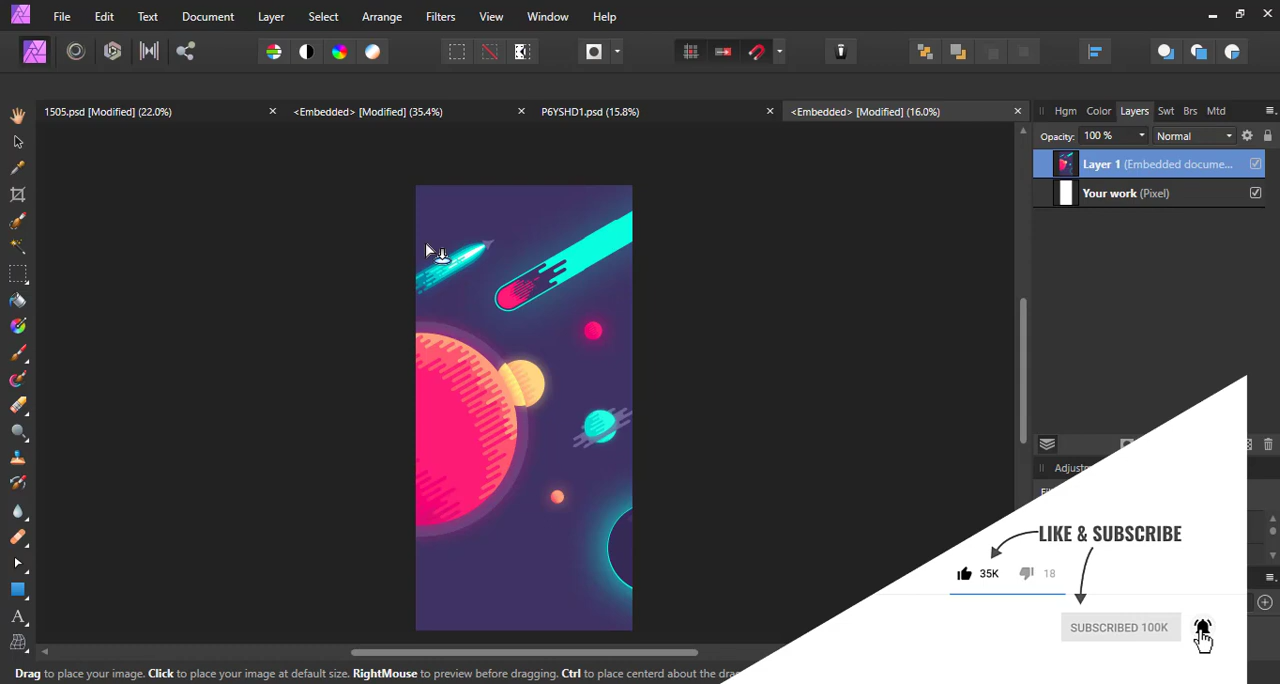 File Edit Text Document Layer Select Arrange Filters View Window Help
1505.psd [Modified] (22.0%) <Embedded> [Modified] (35.4%) P6YSHD1.psd (15.8%) <Embedded> [Modified] (16.0%)
Hgm Color Layers Swt Brs Mtd
Opacity: 100 % Normal
Layer 1 (Embedded docume...
Your work (Pixel)
LIKE & SUBSCRIBE
35K 18
SUBSCRIBED 100K
Drag to place your image. Click to place your image at default size. RightMouse to preview before dragging. Ctrl to place centerd about the